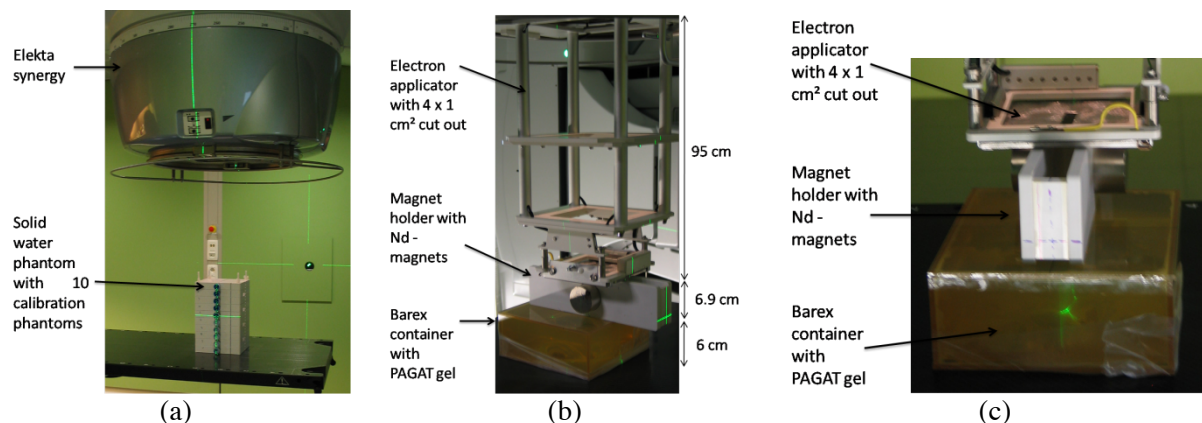 Elekta
synergy
Solid
water
phantom
with 10
calibration
phantoms
(a)
Electron
applicator
with 4 x 1
cm² cut out
Magnet
holder with
Nd -
magnets
Barex
container
with
PAGAT gel
95 cm
6.9 cm
6 cm
(b)
Electron
applicator
with 4 x 1
cm² cut out
Magnet
holder with
Nd -
magnets
Barex
container
with
PAGAT gel
(c)